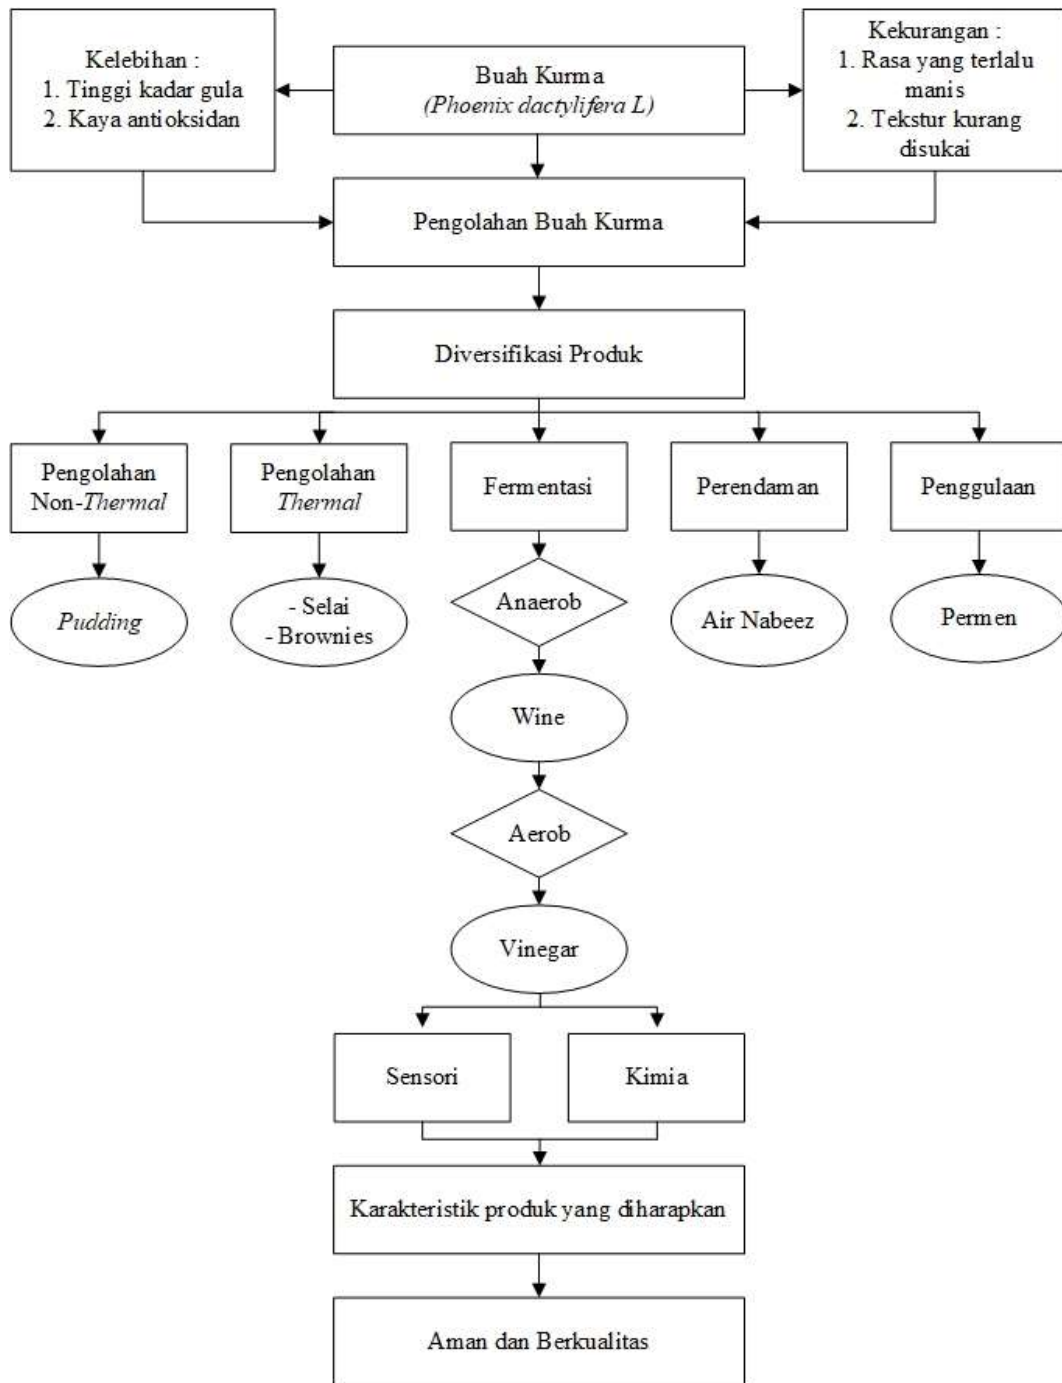 Kelebihan :
1. Tinggi kadar gula
2. Kaya antioksidan
Buah Kurma
(Phoenix dactylifera L)
Kekurangan :
1. Rasa yang terlalu
manis
2. Tekstur kurang
disukai
Pengolahan Buah Kurma
Diversifikasi Produk
Pengolahan
Non-Thermal
Pengolahan
Thermal
Fermentasi
Perendaman
Penggulaan
Pudding
- Selai
- Brownies
Anaerob
Air Nabeez
Permen
Wine
Aerob
Vinegar
Sensori
Kimia
Karakteristik produk yang diharapkan
Aman dan Berkualitas